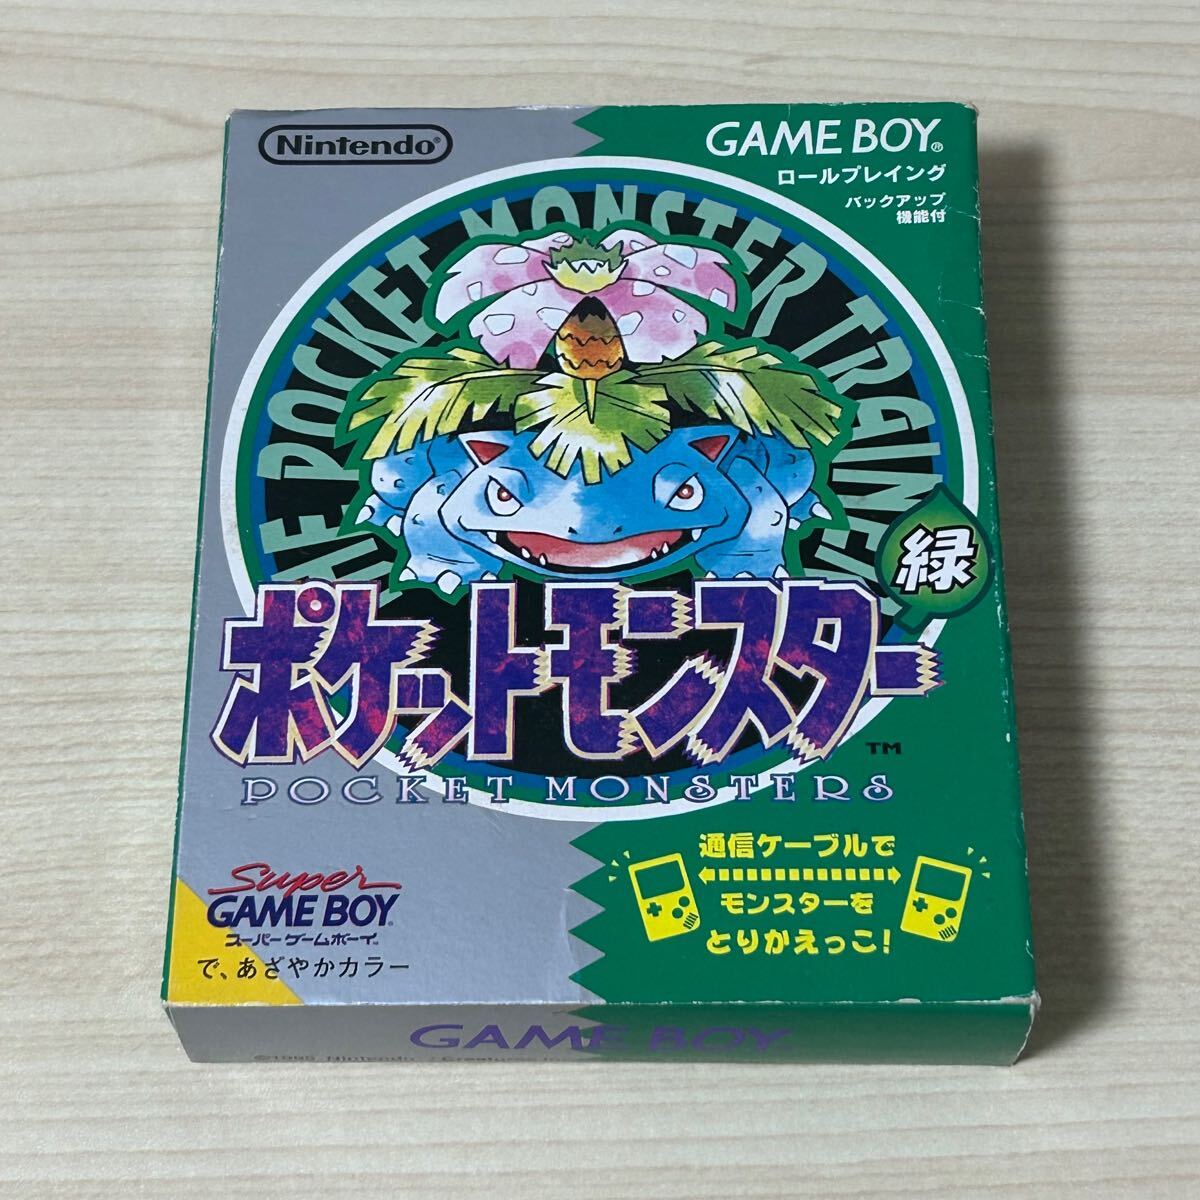 Nintendo®
GAME BOY®
ロールプレイング
バックアップ
機能付
THE POCKET MONSTER TRAINER
緑
ポケットモンスター
TM
POCKET MONSTERS
通信ケーブルで
モンスターを
とりかえっこ!
Super
GAME BOY
スーパーゲームボーイ
で、あざやかカラー
GAME BOY
©1995 Nintendo / Creatures